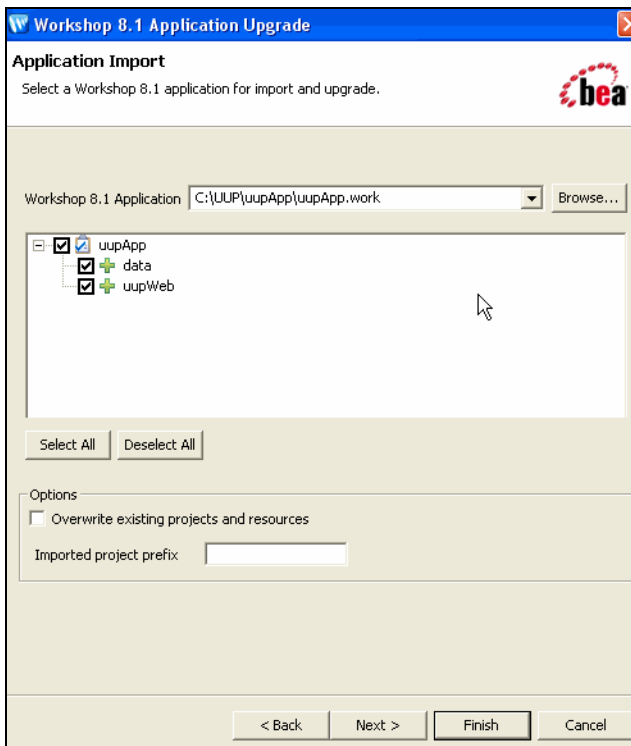 Workshop 8.1 Application Upgrade
Application Import
Select a Workshop 8.1 application for import and upgrade.
bea
Workshop 8.1 Application C:\UUP\uupApp\uupApp.work Browse...
uupApp
data
uupWeb
Select All Deselect All
Options
Overwrite existing projects and resources
Imported project prefix
< Back Next > Finish Cancel